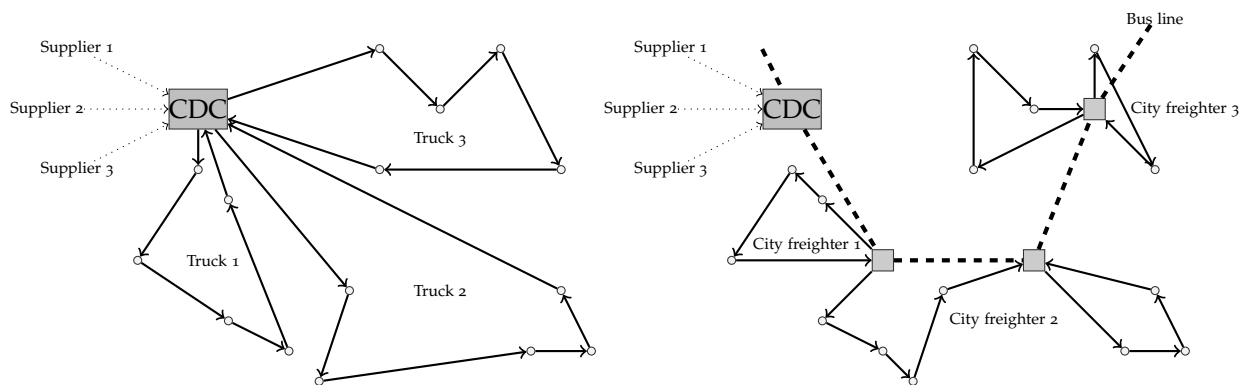 Supplier 1
Supplier 2
Supplier 3
CDC
Truck 3
Truck 1
Truck 2
Supplier 1
Supplier 2
Supplier 3
CDC
Bus line
City freighter 3
City freighter 1
City freighter 2